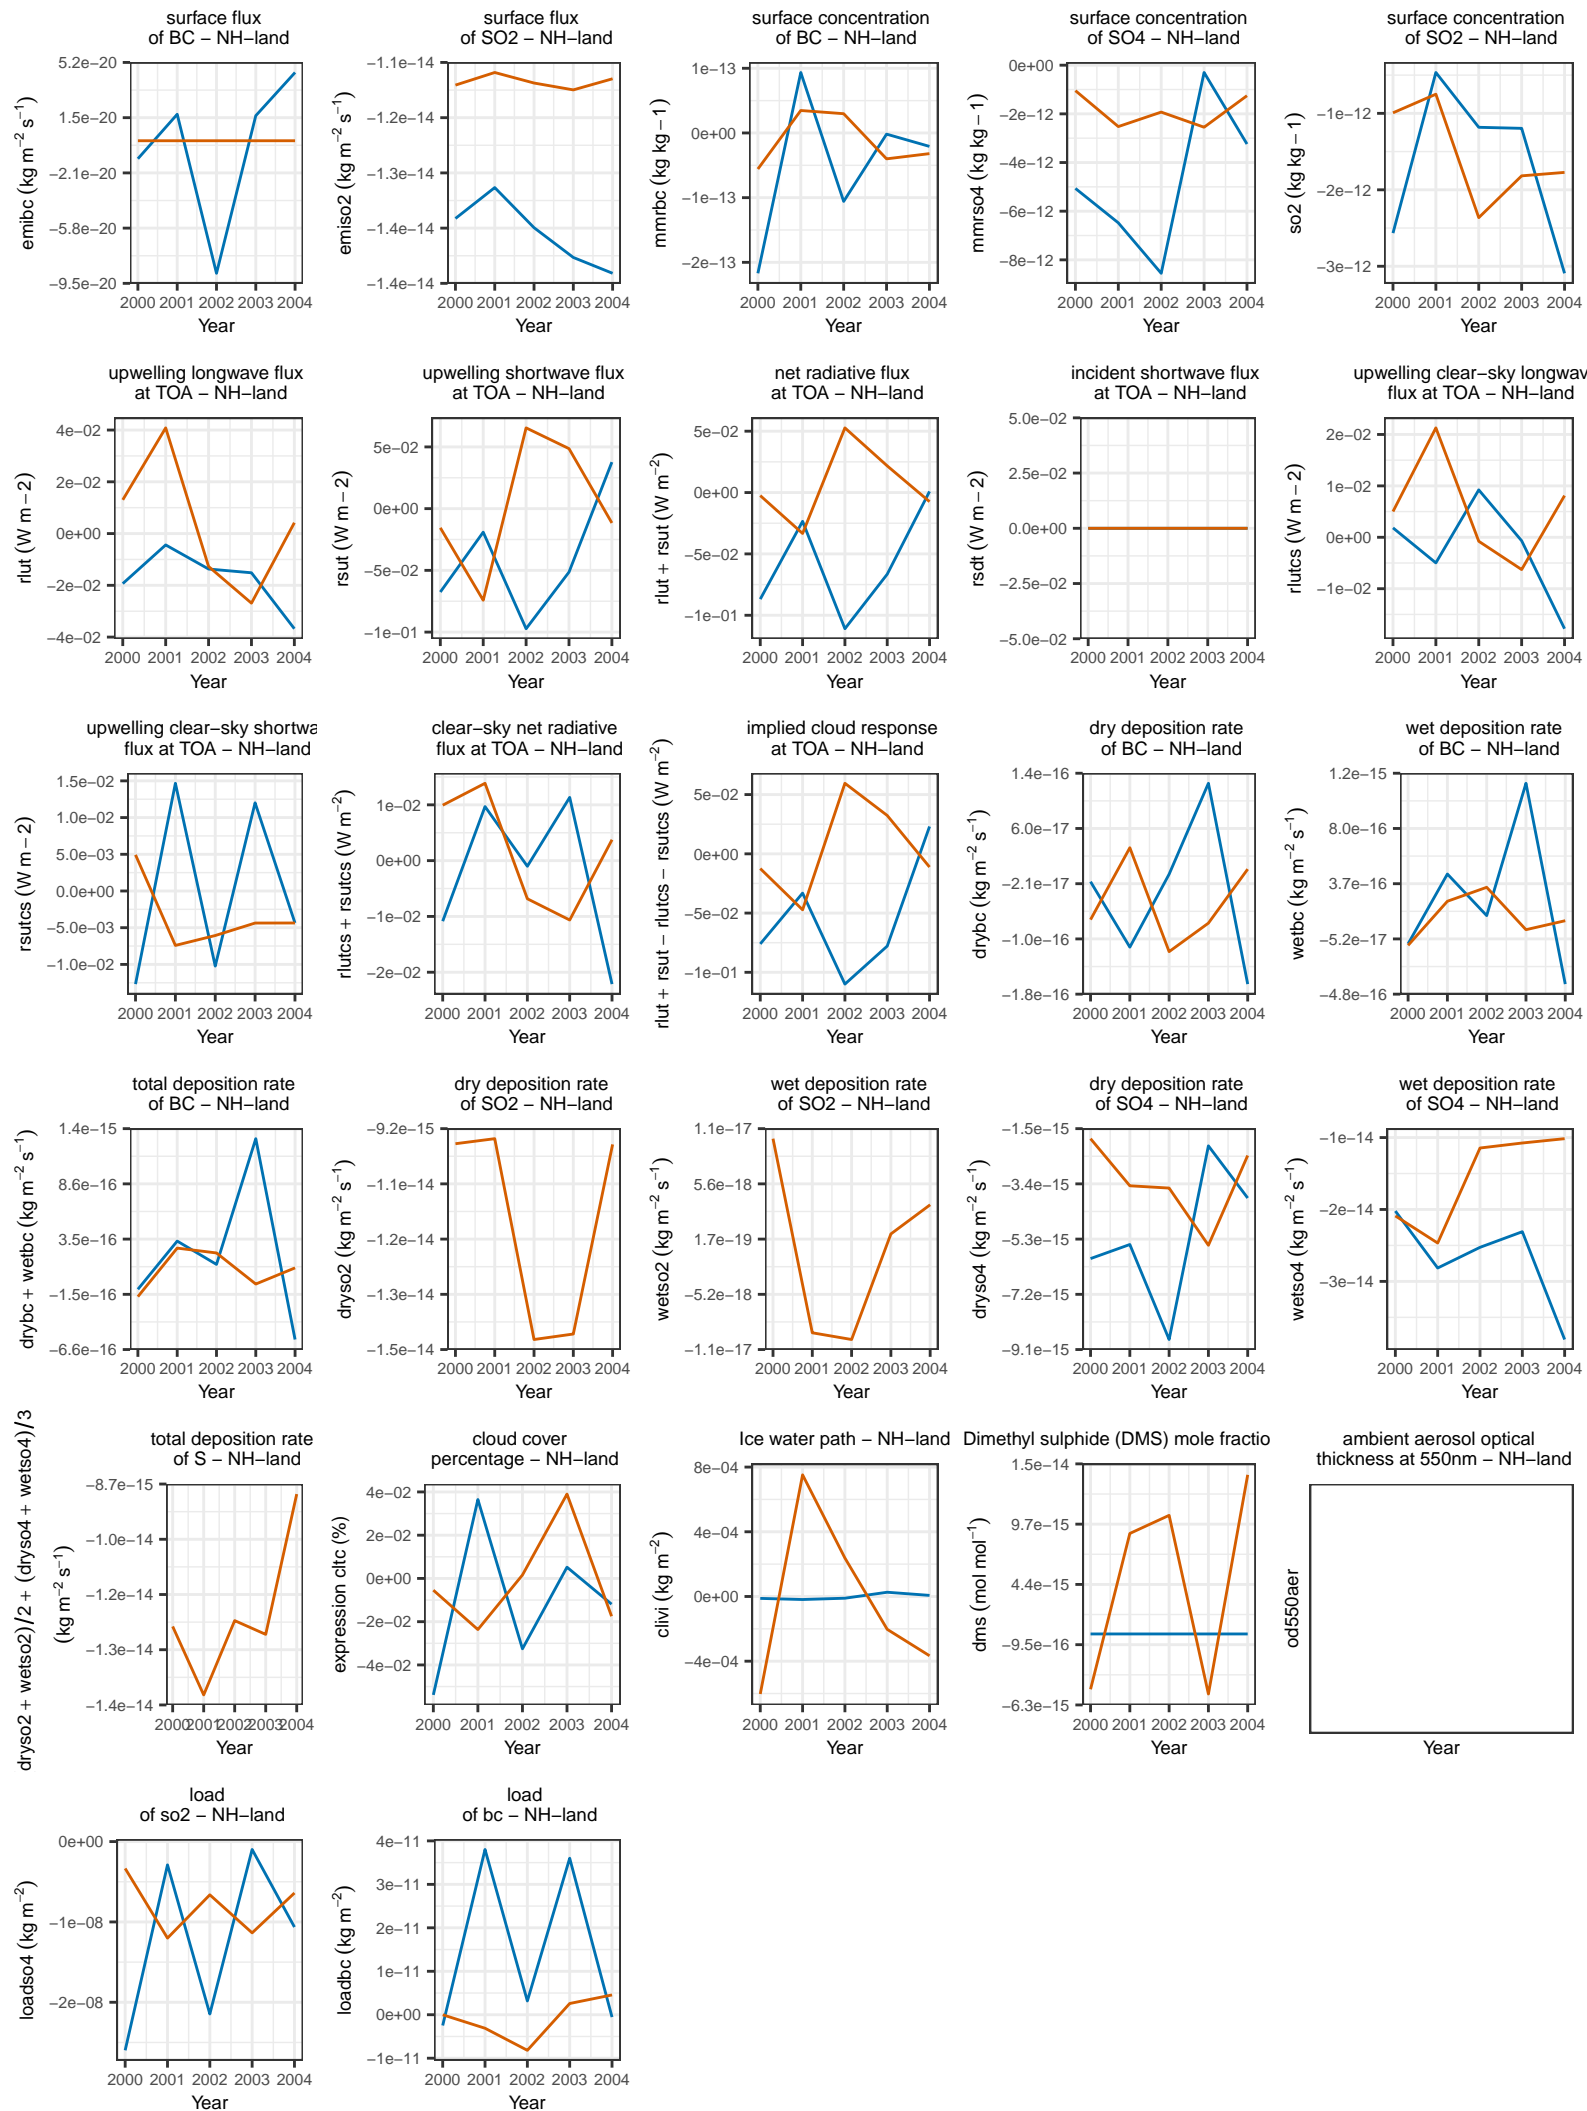 surface flux
of BC − NH−land
emibc (kg m−2 s−1)
5.2e−20
1.5e−20
−2.1e−20
−5.8e−20
−9.5e−20
2000 2001 2002 2003 2004
Year
surface flux
of SO2 − NH−land
emiso2 (kg m−2 s−1)
−1.1e−14
−1.2e−14
−1.3e−14
−1.4e−14
−1.4e−14
2000 2001 2002 2003 2004
Year
surface concentration
of BC − NH−land
mmrbc (kg kg − 1)
1e−13
0e+00
−1e−13
−2e−13
2000 2001 2002 2003 2004
Year
surface concentration
of SO4 − NH−land
mmrso4 (kg kg − 1)
0e+00
−2e−12
−4e−12
−6e−12
−8e−12
2000 2001 2002 2003 2004
Year
surface concentration
of SO2 − NH−land
so2 (kg kg − 1)
−1e−12
−2e−12
−3e−12
2000 2001 2002 2003 2004
Year
upwelling longwave flux
at TOA − NH−land
rlut (W m − 2)
4e−02
2e−02
0e+00
−2e−02
−4e−02
2000 2001 2002 2003 2004
Year
upwelling shortwave flux
at TOA − NH−land
rsut (W m − 2)
5e−02
0e+00
−5e−02
−1e−01
2000 2001 2002 2003 2004
Year
net radiative flux
at TOA − NH−land
rlut + rsut (W m−2)
5e−02
0e+00
−5e−02
−1e−01
2000 2001 2002 2003 2004
Year
incident shortwave flux
at TOA − NH−land
rsdt (W m − 2)
5.0e−02
2.5e−02
0.0e+00
−2.5e−02
−5.0e−02
2000 2001 2002 2003 2004
Year
upwelling clear−sky longwav
flux at TOA − NH−land
rlutcs (W m − 2)
2e−02
1e−02
0e+00
−1e−02
2000 2001 2002 2003 2004
Year
upwelling clear−sky shortwa
flux at TOA − NH−land
rsutcs (W m − 2)
1.5e−02
1.0e−02
5.0e−03
0.0e+00
−5.0e−03
−1.0e−02
2000 2001 2002 2003 2004
Year
clear−sky net radiative
flux at TOA − NH−land
rlutcs + rsutcs (W m−2)
1e−02
0e+00
−1e−02
−2e−02
2000 2001 2002 2003 2004
Year
implied cloud response
at TOA − NH−land
rlut + rsut − rlutcs − rsutcs (W m−2)
5e−02
0e+00
−5e−02
−1e−01
2000 2001 2002 2003 2004
Year
dry deposition rate
of BC − NH−land
drybc (kg m−2 s−1)
1.4e−16
6.0e−17
−2.1e−17
−1.0e−16
−1.8e−16
2000 2001 2002 2003 2004
Year
wet deposition rate
of BC − NH−land
wetbc (kg m−2 s−1)
1.2e−15
8.0e−16
3.7e−16
−5.2e−17
−4.8e−16
2000 2001 2002 2003 2004
Year
total deposition rate
of BC − NH−land
drybc + wetbc (kg m−2 s−1)
1.4e−15
8.6e−16
3.5e−16
−1.5e−16
−6.6e−16
2000 2001 2002 2003 2004
Year
dry deposition rate
of SO2 − NH−land
dryso2 (kg m−2 s−1)
−9.2e−15
−1.1e−14
−1.2e−14
−1.3e−14
−1.5e−14
2000 2001 2002 2003 2004
Year
wet deposition rate
of SO2 − NH−land
wetso2 (kg m−2 s−1)
1.1e−17
5.6e−18
1.7e−19
−5.2e−18
−1.1e−17
2000 2001 2002 2003 2004
Year
dry deposition rate
of SO4 − NH−land
dryso4 (kg m−2 s−1)
−1.5e−15
−3.4e−15
−5.3e−15
−7.2e−15
−9.1e−15
2000 2001 2002 2003 2004
Year
wet deposition rate
of SO4 − NH−land
wetso4 (kg m−2 s−1)
−1e−14
−2e−14
−3e−14
2000 2001 2002 2003 2004
Year
total deposition rate
of S − NH−land
dryso2 + wetso2)/2 + (dryso4 + wetso4)/3
(kg m−2 s−1)
−8.7e−15
−1.0e−14
−1.2e−14
−1.3e−14
−1.4e−14
2000 2001 2002 2003 2004
Year
cloud cover
percentage − NH−land
expression cltc (%)
4e−02
2e−02
0e+00
−2e−02
−4e−02
2000 2001 2002 2003 2004
Year
Ice water path − NH−land
clivi (kg m−2)
8e−04
4e−04
0e+00
−4e−04
2000 2001 2002 2003 2004
Year
Dimethyl sulphide (DMS) mole fractio
dms (mol mol−1)
1.5e−14
9.7e−15
4.4e−15
−9.5e−16
−6.3e−15
2000 2001 2002 2003 2004
Year
ambient aerosol optical
thickness at 550nm − NH−land
od550aer
Year
load
of so2 − NH−land
loadso4 (kg m−2)
0e+00
−1e−08
−2e−08
2000 2001 2002 2003 2004
Year
load
of bc − NH−land
loadbc (kg m−2)
4e−11
3e−11
2e−11
1e−11
0e+00
−1e−11
2000 2001 2002 2003 2004
Year